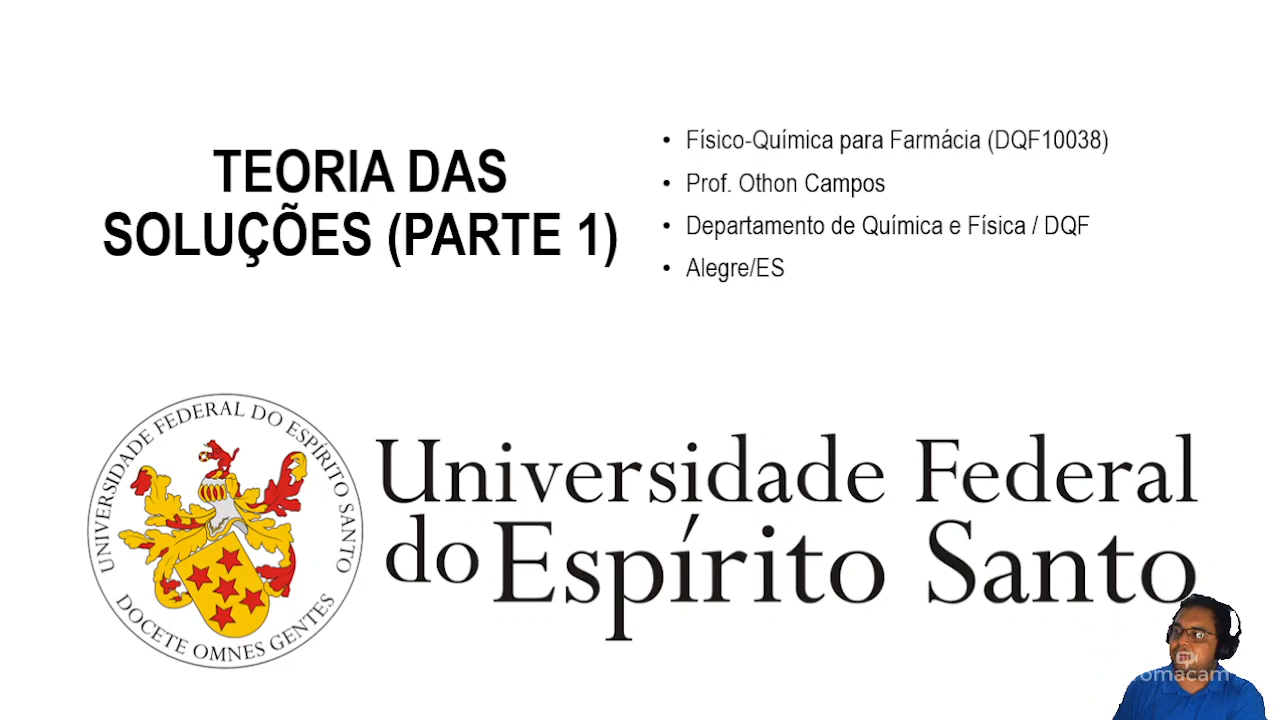 TEORIA DAS
SOLUÇÕES (PARTE 1)
• Físico-Química para Farmácia (DQF10038)
• Prof. Othon Campos
• Departamento de Química e Física / DQF
• Alegre/ES
UNIVERSIDADE FEDERAL DO ESPÍRITO SANTO
DOCETE OMNES GENTES
Universidade Federal
do Espírito Santo